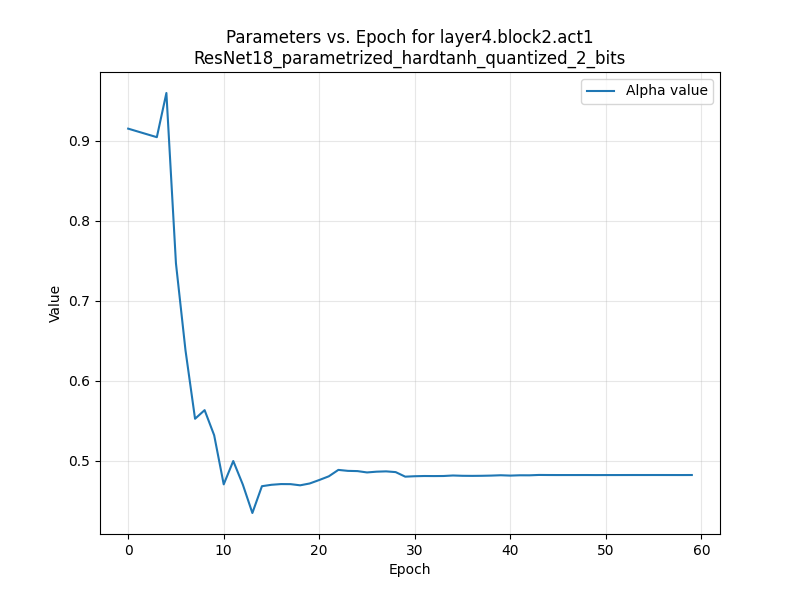 Parameters vs. Epoch for layer4.block2.act1
ResNet18_parametrized_hardtanh_quantized_2_bits
Alpha value
0.9
0.8
0.7
0.6
0.5
Value
0 10 20 30 40 50 60
Epoch